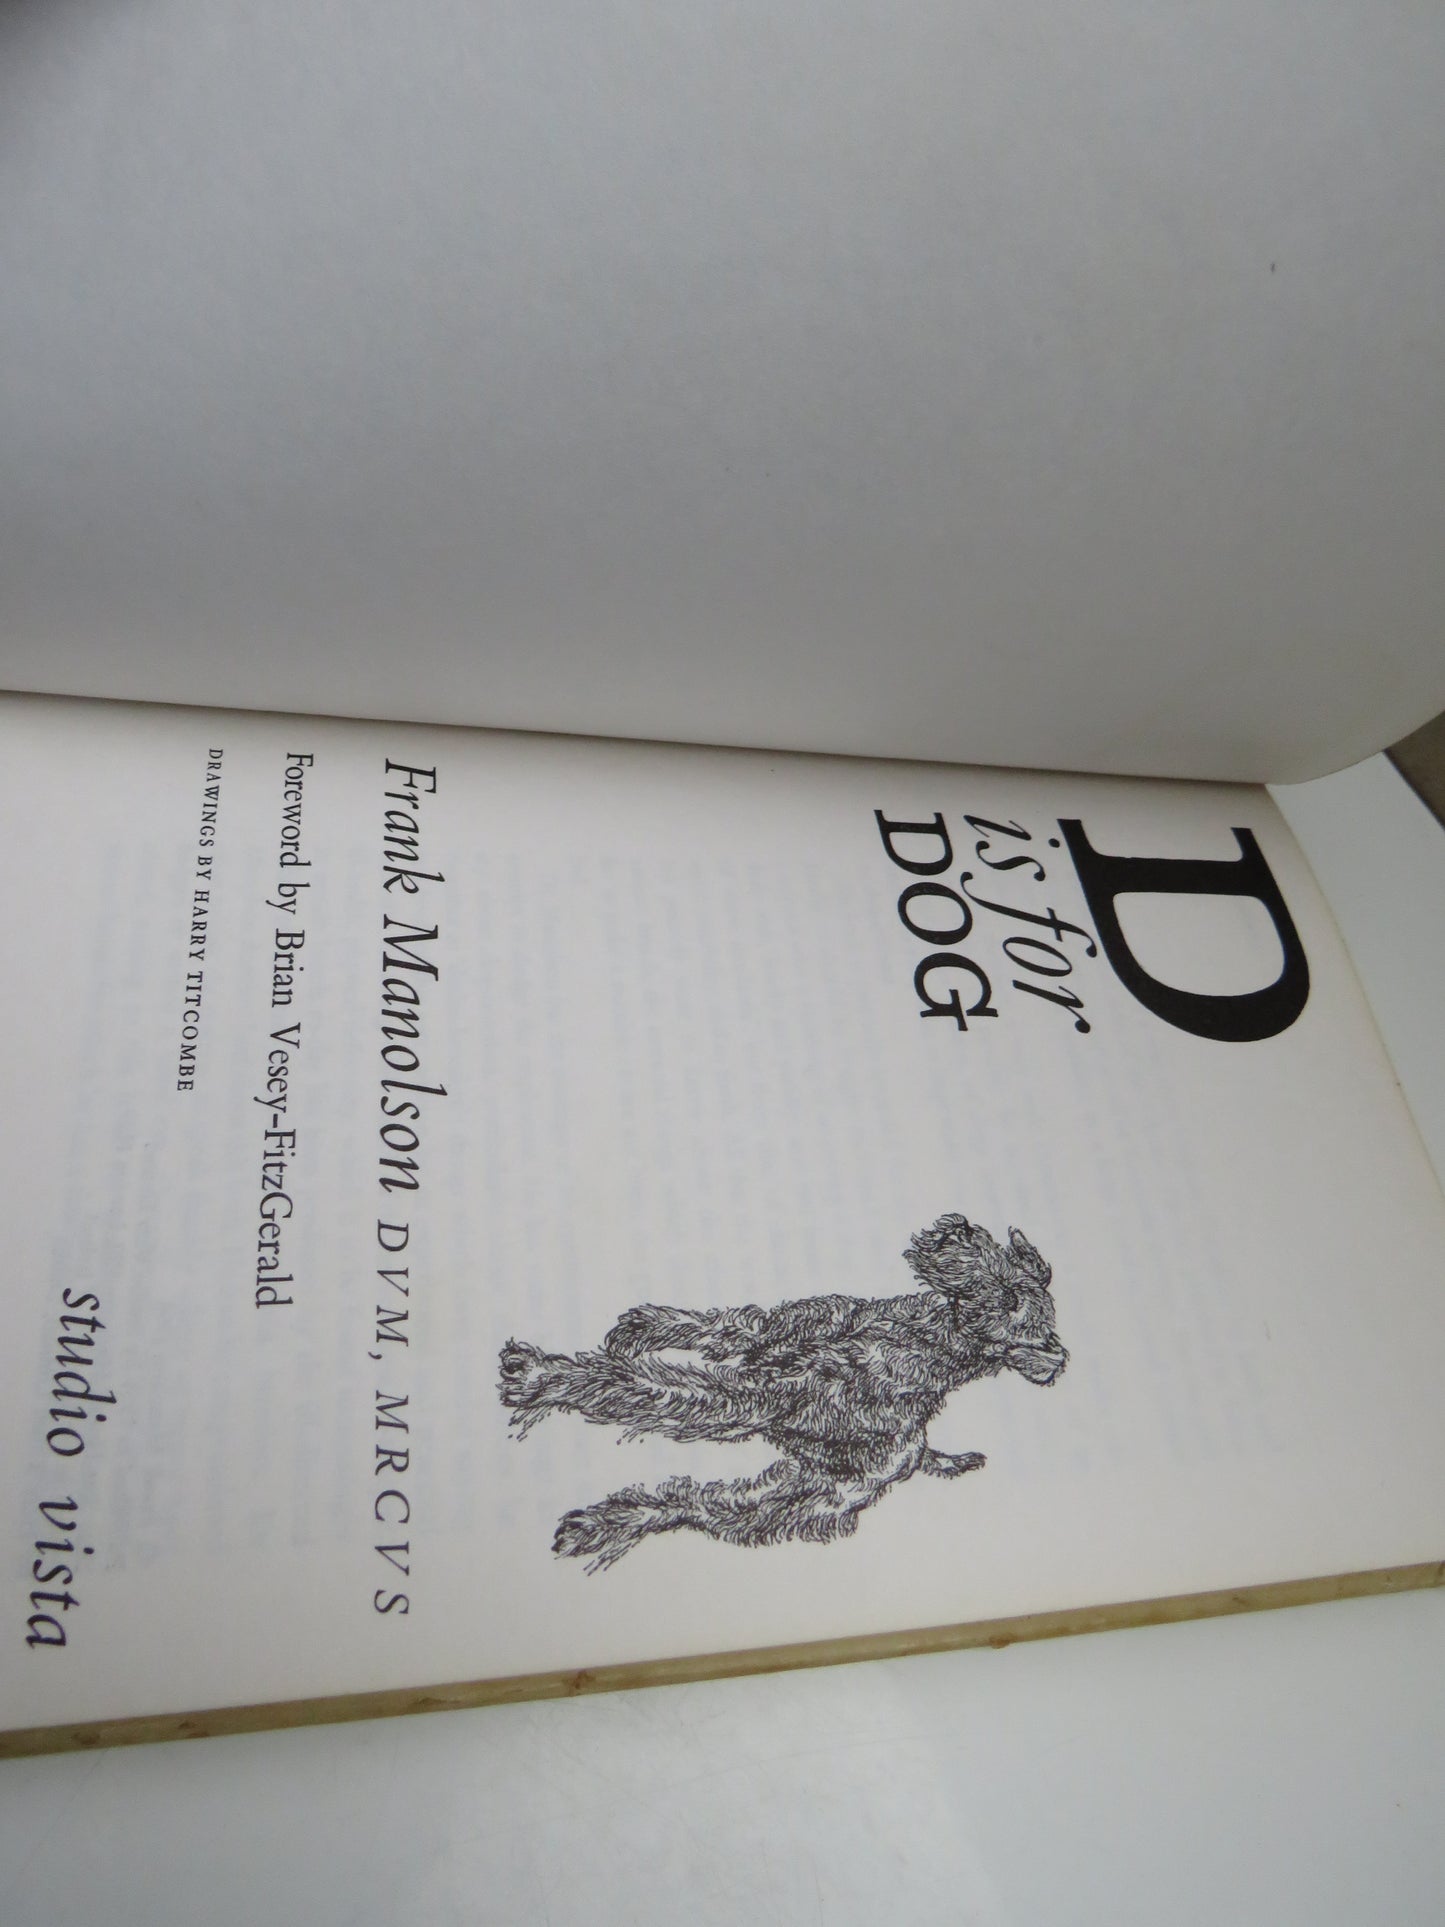 D
is for
DOG
Frank Manolson DVM, MRCVS
Foreword by Brian Vesey-FitzGerald
DRAWINGS BY HARRY TITCOMBE
studio vista